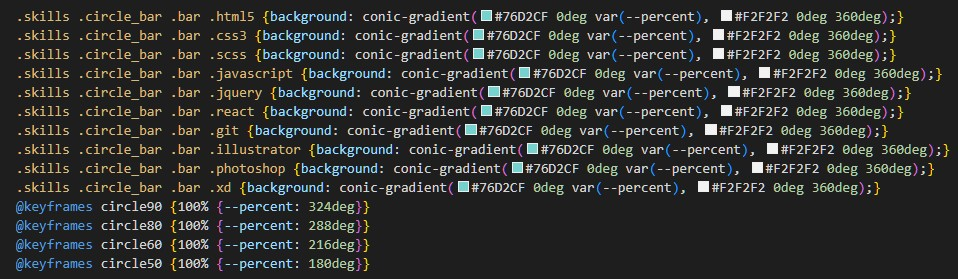 .skills .circle_bar .bar .html5 {background: conic-gradient(#76D2CF 0deg var(--percent), #F2F2F2 0deg 360deg);}
.skills .circle_bar .bar .css3 {background: conic-gradient(#76D2CF 0deg var(--percent), #F2F2F2 0deg 360deg);}
.skills .circle_bar .bar .scss {background: conic-gradient(#76D2CF 0deg var(--percent), #F2F2F2 0deg 360deg);}
.skills .circle_bar .bar .javascript {background: conic-gradient(#76D2CF 0deg var(--percent), #F2F2F2 0deg 360deg);}
.skills .circle_bar .bar .jquery {background: conic-gradient(#76D2CF 0deg var(--percent), #F2F2F2 0deg 360deg);}
.skills .circle_bar .bar .react {background: conic-gradient(#76D2CF 0deg var(--percent), #F2F2F2 0deg 360deg);}
.skills .circle_bar .bar .git {background: conic-gradient(#76D2CF 0deg var(--percent), #F2F2F2 0deg 360deg);}
.skills .circle_bar .bar .illustrator {background: conic-gradient(#76D2CF 0deg var(--percent), #F2F2F2 0deg 360deg);}
.skills .circle_bar .bar .photoshop {background: conic-gradient(#76D2CF 0deg var(--percent), #F2F2F2 0deg 360deg);}
.skills .circle_bar .bar .xd {background: conic-gradient(#76D2CF 0deg var(--percent), #F2F2F2 0deg 360deg);}
@keyframes circle90 {100% {--percent: 324deg}}
@keyframes circle80 {100% {--percent: 288deg}}
@keyframes circle60 {100% {--percent: 216deg}}
@keyframes circle50 {100% {--percent: 180deg}}